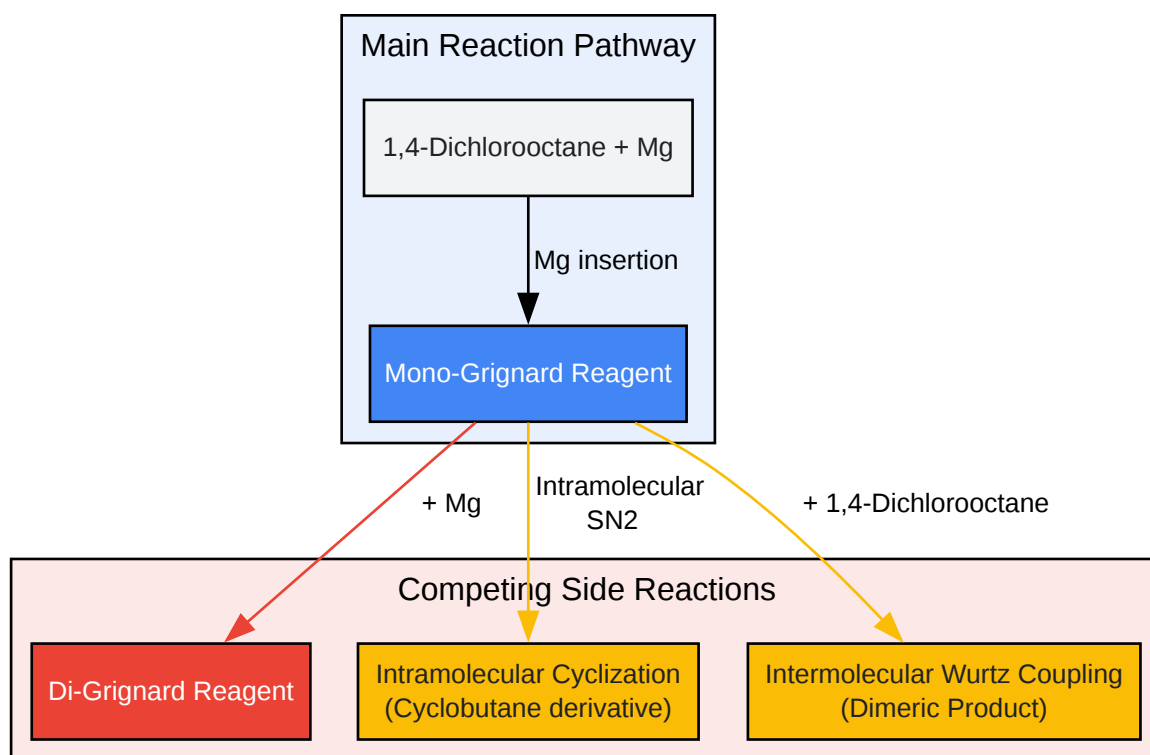 Main Reaction Pathway
1,4-Dichlorooctane + Mg
Mg insertion
Mono-Grignard Reagent
+ Mg
Intramolecular
SN2
+ 1,4-Dichlorooctane
Competing Side Reactions
Di-Grignard Reagent
Intramolecular Cyclization
(Cyclobutane derivative)
Intermolecular Wurtz Coupling
(Dimeric Product)